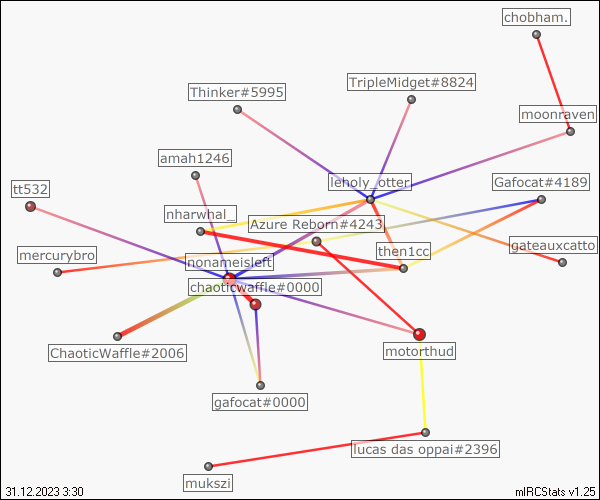 chobham.
TripleMidget#8824
Thinker#5995
moonraven
amah1246
leholy_otter
Gafocat#4189
tt532
nharwhal_
Azure Reborn#4243
mercurybro
then1cc
gateauxcatto
nonameisleft
chaoticwaffle#0000
ChaoticWaffle#2006
motorthud
gafocat#0000
lucas das oppai#2396
mukszi
31.12.2023 3:30
mIRCStats v1.25